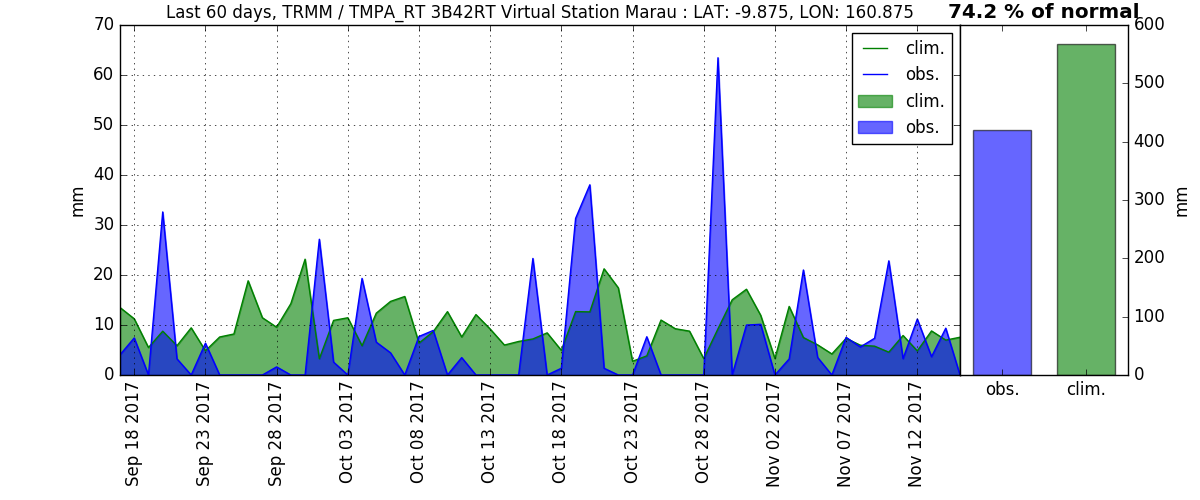 Last 60 days, TRMM / TMPA_RT 3B42RT Virtual Station Marau : LAT: -9.875, LON: 160.875
74.2 % of normal
70
60
50
40
30
20
10
0
mm
clim.
obs.
clim.
obs.
600
500
400
300
200
100
0
mm
Sep 18 2017
Sep 23 2017
Sep 28 2017
Oct 03 2017
Oct 08 2017
Oct 13 2017
Oct 18 2017
Oct 23 2017
Oct 28 2017
Nov 02 2017
Nov 07 2017
Nov 12 2017
obs.
clim.